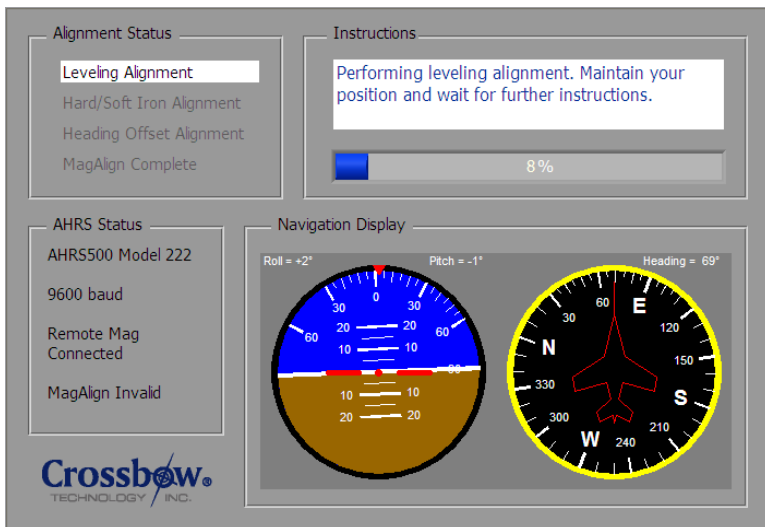 Alignment Status
Leveling Alignment
Hard/Soft Iron Alignment
Heading Offset Alignment
MagAlign Complete
Instructions
Performing leveling alignment. Maintain your
position and wait for further instructions.
8%
AHRS Status
AHRS500 Model 222
9600 baud
Remote Mag
Connected
MagAlign Invalid
Crossbow®
TECHNOLOGY INC.
Navigation Display
Roll = +2°
Pitch = -1°
0
30 30
60 60
20 20
10 10
10 10
20 20
Heading = 69°
60 E
30 120
N 150
330 S
300 210
W 240